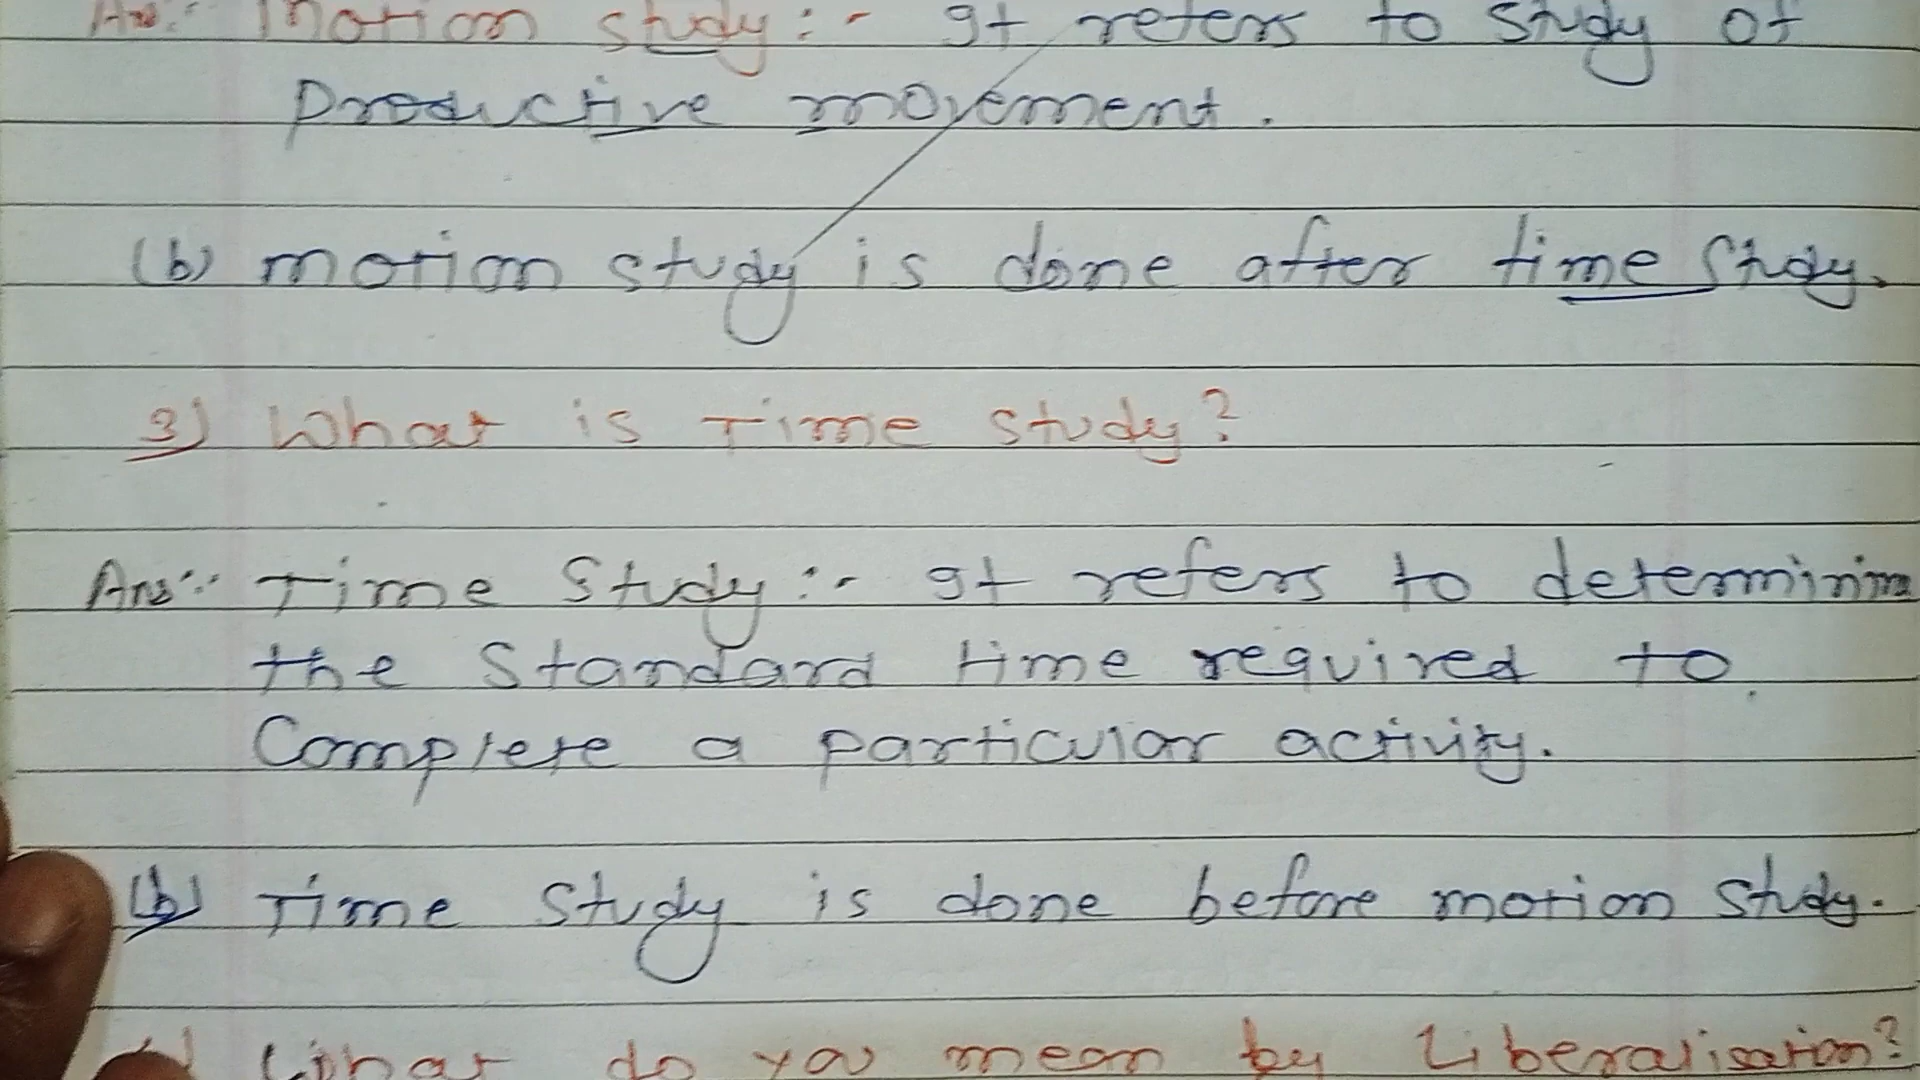 Ans:- Motion study:- It refers to study of
Productive movement.
(b) motion study is done after time study.
3) What is Time study?
Ans:- Time Study:- It refers to determinin
the Standard time required to
Complete a particular activity.
(b) Time study is done before motion study.
What do you mean by Liberalisation?